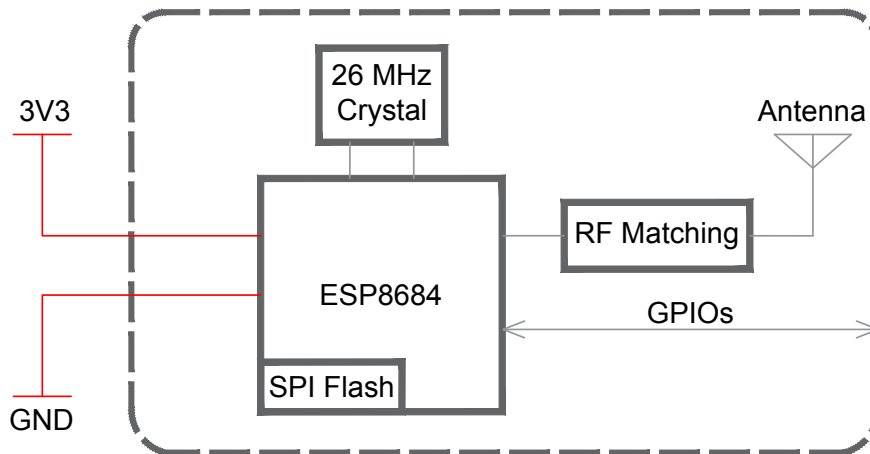 26 MHz
Crystal
3V3
Antenna
RF Matching
ESP8684
GPIOs
SPI Flash
GND